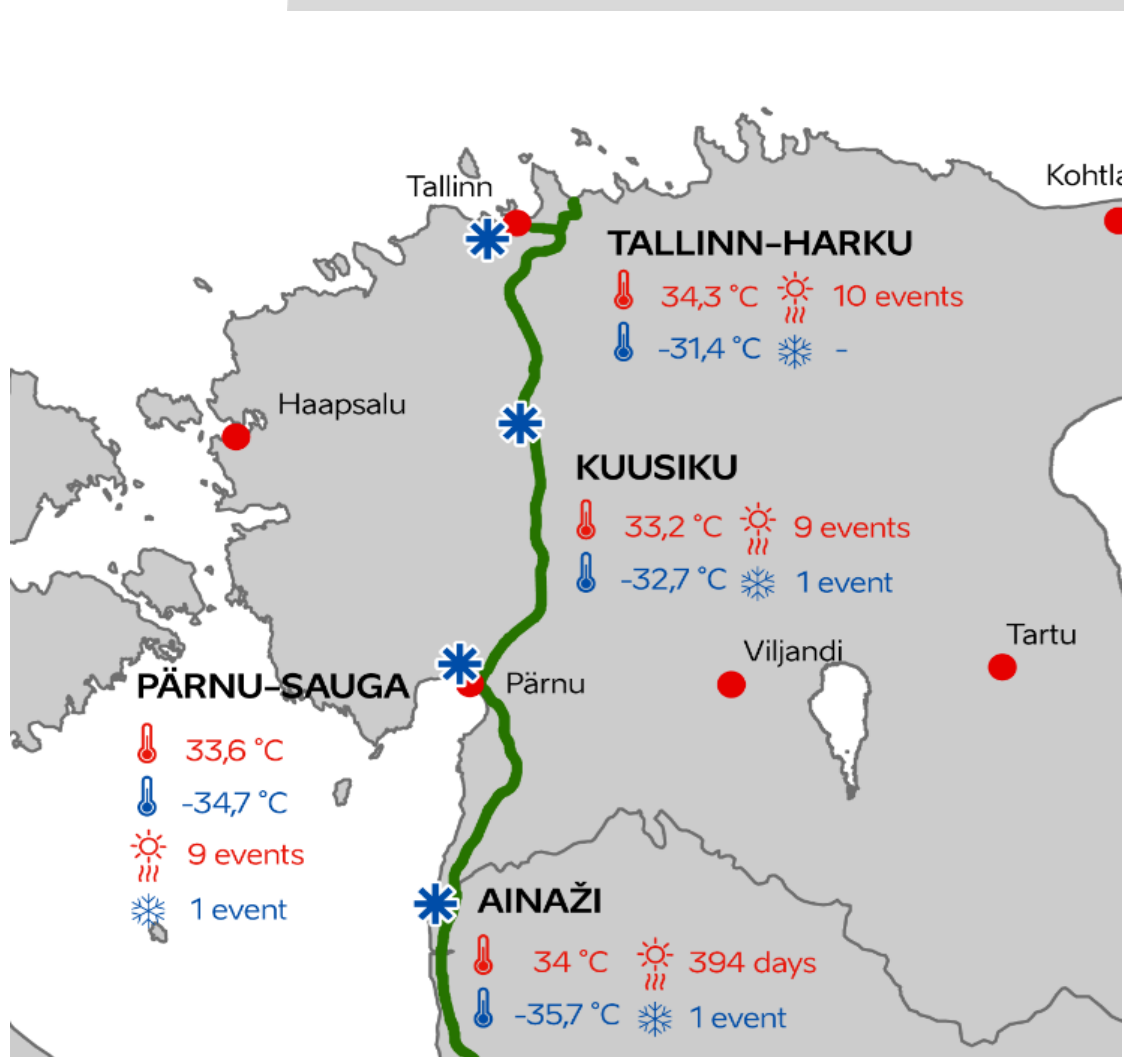 Tallinn
Kohtla
TALLINN-HARKU
34,3 °C 10 events
-31,4 °C -
Haapsalu
KUUSIKU
33,2 °C 9 events
-32,7 °C 1 event
Viljandi
Tartu
PÄRNU-SAUGA
Pärnu
33,6 °C
-34,7 °C
9 events
1 event
AINAŽI
34 °C 394 days
-35,7 °C 1 event